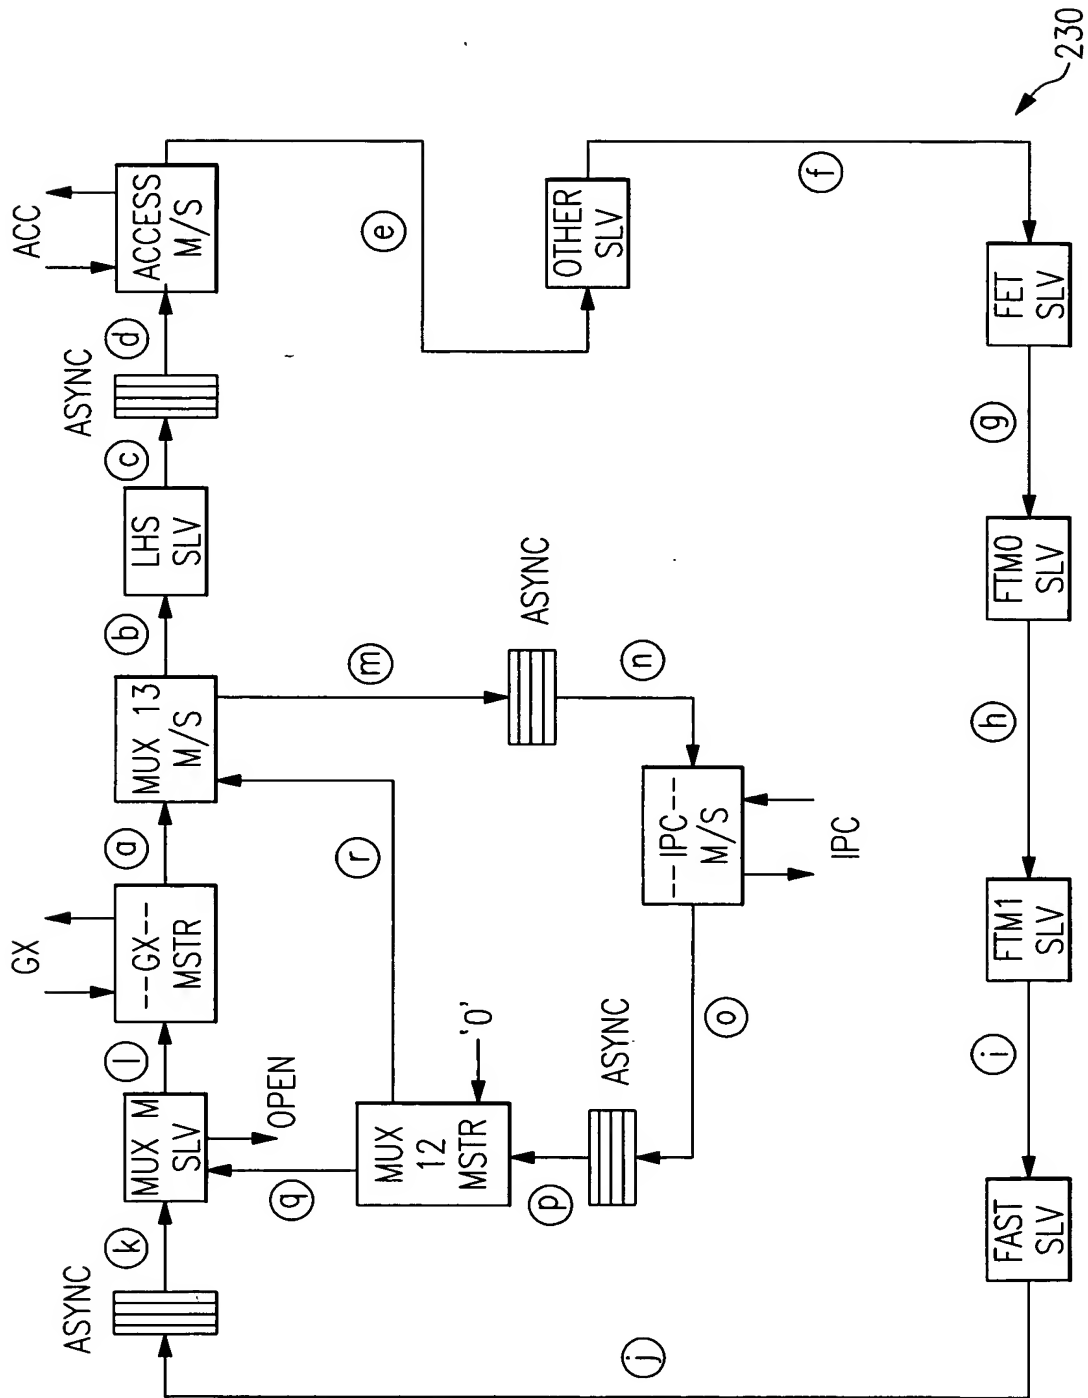 ASYNC
k
MUX M
SLV
OPEN
l
GX
--GX--
MSTR
a
MUX 13
M/S
b
LHS
SLV
c
ASYNC
d
ACC
ACCESS
M/S
e
OTHER
SLV
f
230
q
MUX
12
MSTR
'0'
r
p
ASYNC
o
m
ASYNC
n
--IPC--
M/S
IPC
j
FAST
SLV
i
FTM1
SLV
h
FTM0
SLV
g
FET
SLV